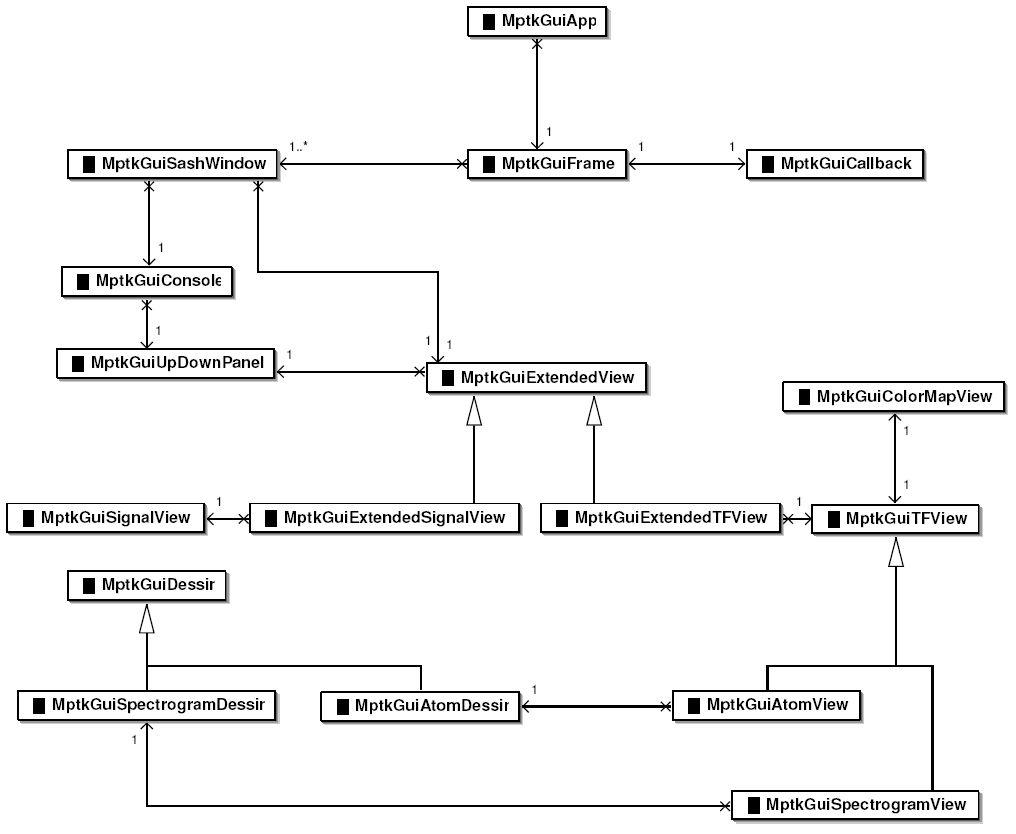 MptkGuiApp
1
1..*
1
1
MptkGuiSashWindow
MptkGuiFrame
MptkGuiCallback
1
MptkGuiConsole
1
MptkGuiUpDownPanel
1
1
1
MptkGuiExtendedView
MptkGuiColorMapView
1
1
1
1
MptkGuiSignalView
MptkGuiExtendedSignalView
MptkGuiExtendedTFView
MptkGuiTFView
MptkGuiDessin
MptkGuiSpectrogramDessin
MptkGuiAtomDessin
1
MptkGuiAtomView
1
MptkGuiSpectrogramView